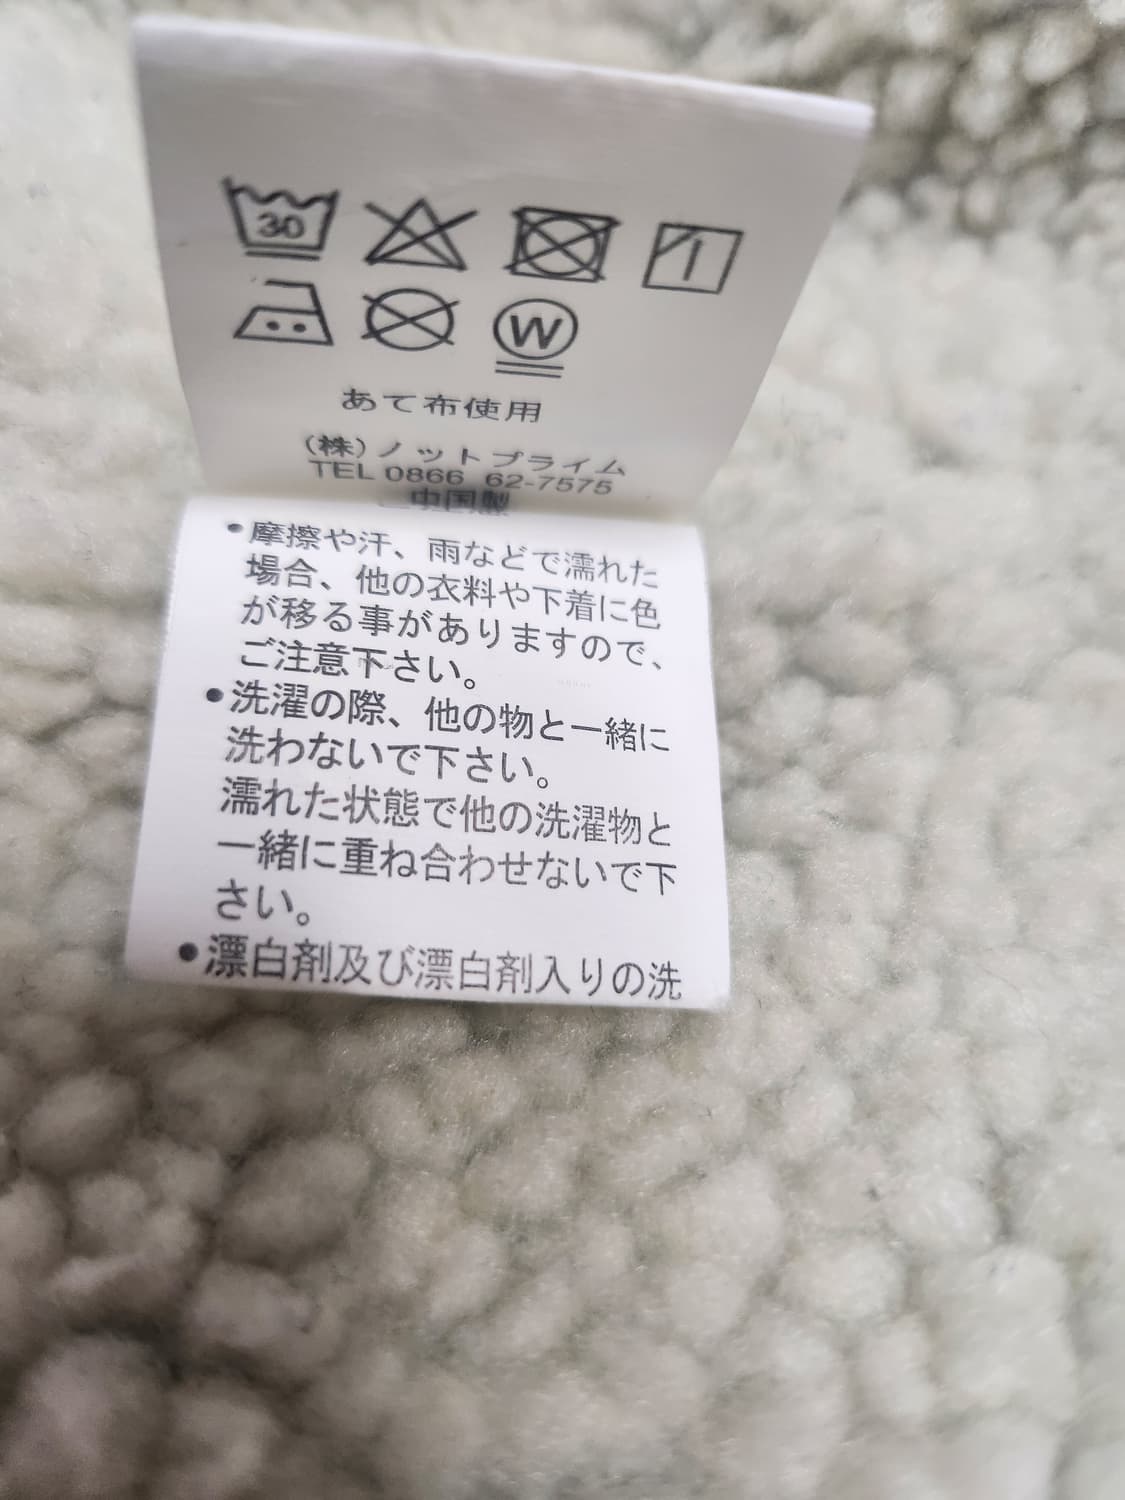 30
W
あて布使用
(株)ノットプライム
TEL 0866 62-7575
中国製
•摩擦や汗、雨などで濡れた
場合、他の衣料や下着に色
が移る事がありますので、
ご注意下さい。
•洗濯の際、他の物と一緒に
洗わないで下さい。
濡れた状態で他の洗濯物と
一緒に重ね合わせないで下
さい。
•漂白剤及び漂白剤入りの洗